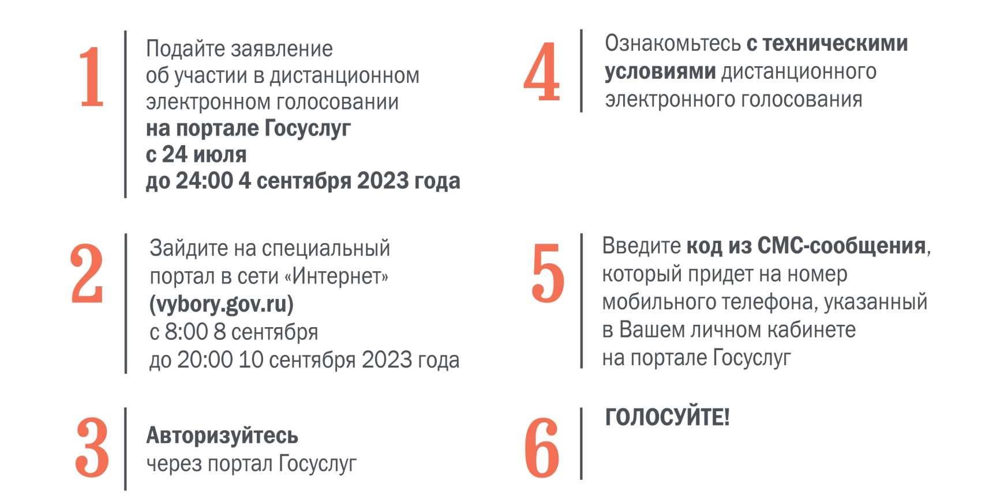 1
Подайте заявление
об участии в дистанционном
электронном голосовании
на портале Госуслуг
с 24 июля
до 24:00 4 сентября 2023 года
2
Зайдите на специальный
портал в сети «Интернет»
(vybory.gov.ru)
с 8:00 8 сентября
до 20:00 10 сентября 2023 года
3
Авторизуйтесь
через портал Госуслуг
4
Ознакомьтесь с техническими
условиями дистанционного
электронного голосования
5
Введите код из СМС-сообщения,
который придет на номер
мобильного телефона, указанный
в Вашем личном кабинете
на портале Госуслуг
6
ГОЛОСУЙТЕ!